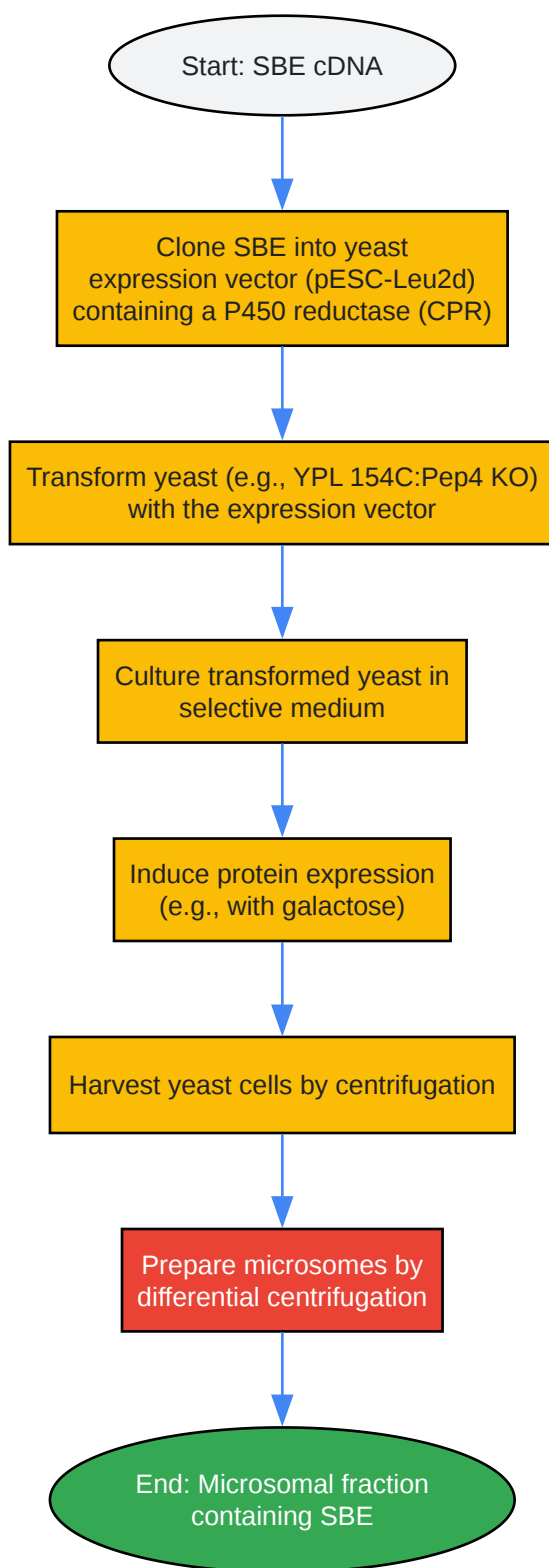 Start: SBE cDNA
Clone SBE into yeast
expression vector (pESC-Leu2d)
containing a P450 reductase (CPR)
Transform yeast (e.g., YPL 154C:Pep4 KO)
with the expression vector
Culture transformed yeast in
selective medium
Induce protein expression
(e.g., with galactose)
Harvest yeast cells by centrifugation
Prepare microsomes by
differential centrifugation
End: Microsomal fraction
containing SBE